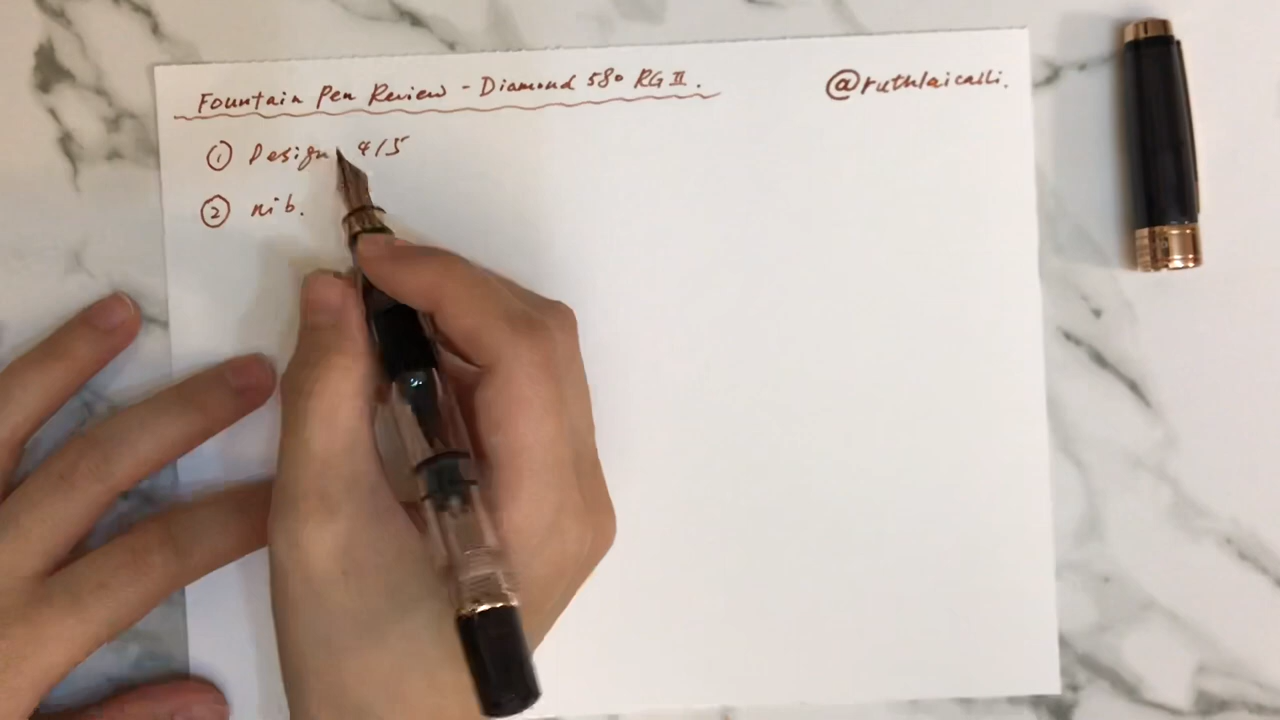 Fountain Pen Review - Diamond 580 RG II.
@ruthlaicalli.
① Design 4/5
② nib.